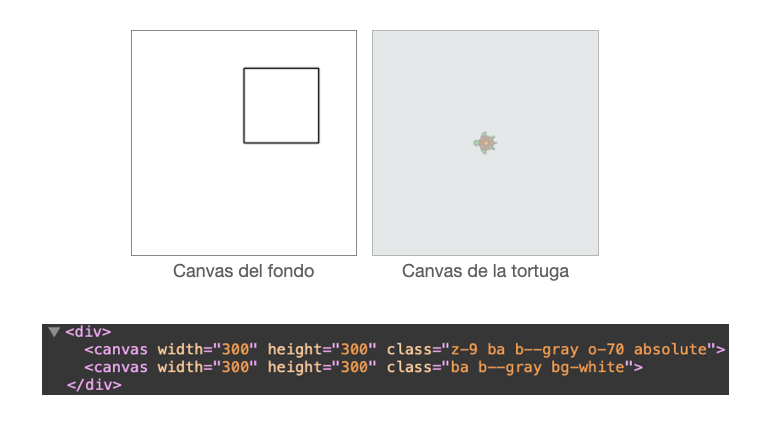 Canvas del fondo
Canvas de la tortuga
<div>
<canvas width="300" height="300" class="z-9 ba b--gray o-70 absolute">
<canvas width="300" height="300" class="ba b--gray bg-white">
</div>